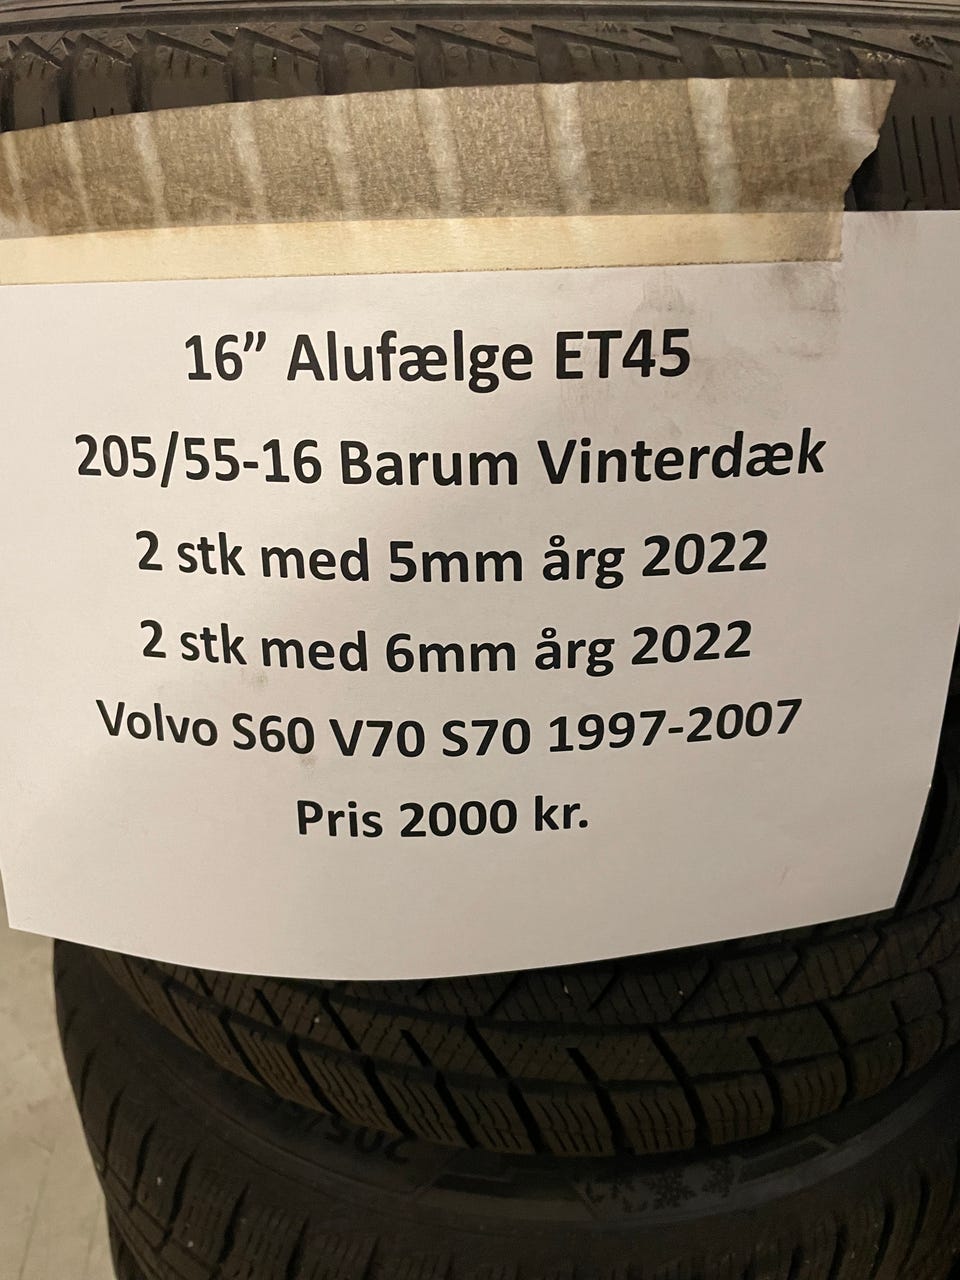 16” Alufælge ET45
205/55-16 Barum Vinterdæk
2 stk med 5mm årg 2022
2 stk med 6mm årg 2022
Volvo S60 V70 S70 1997-2007
Pris 2000 kr.
205/